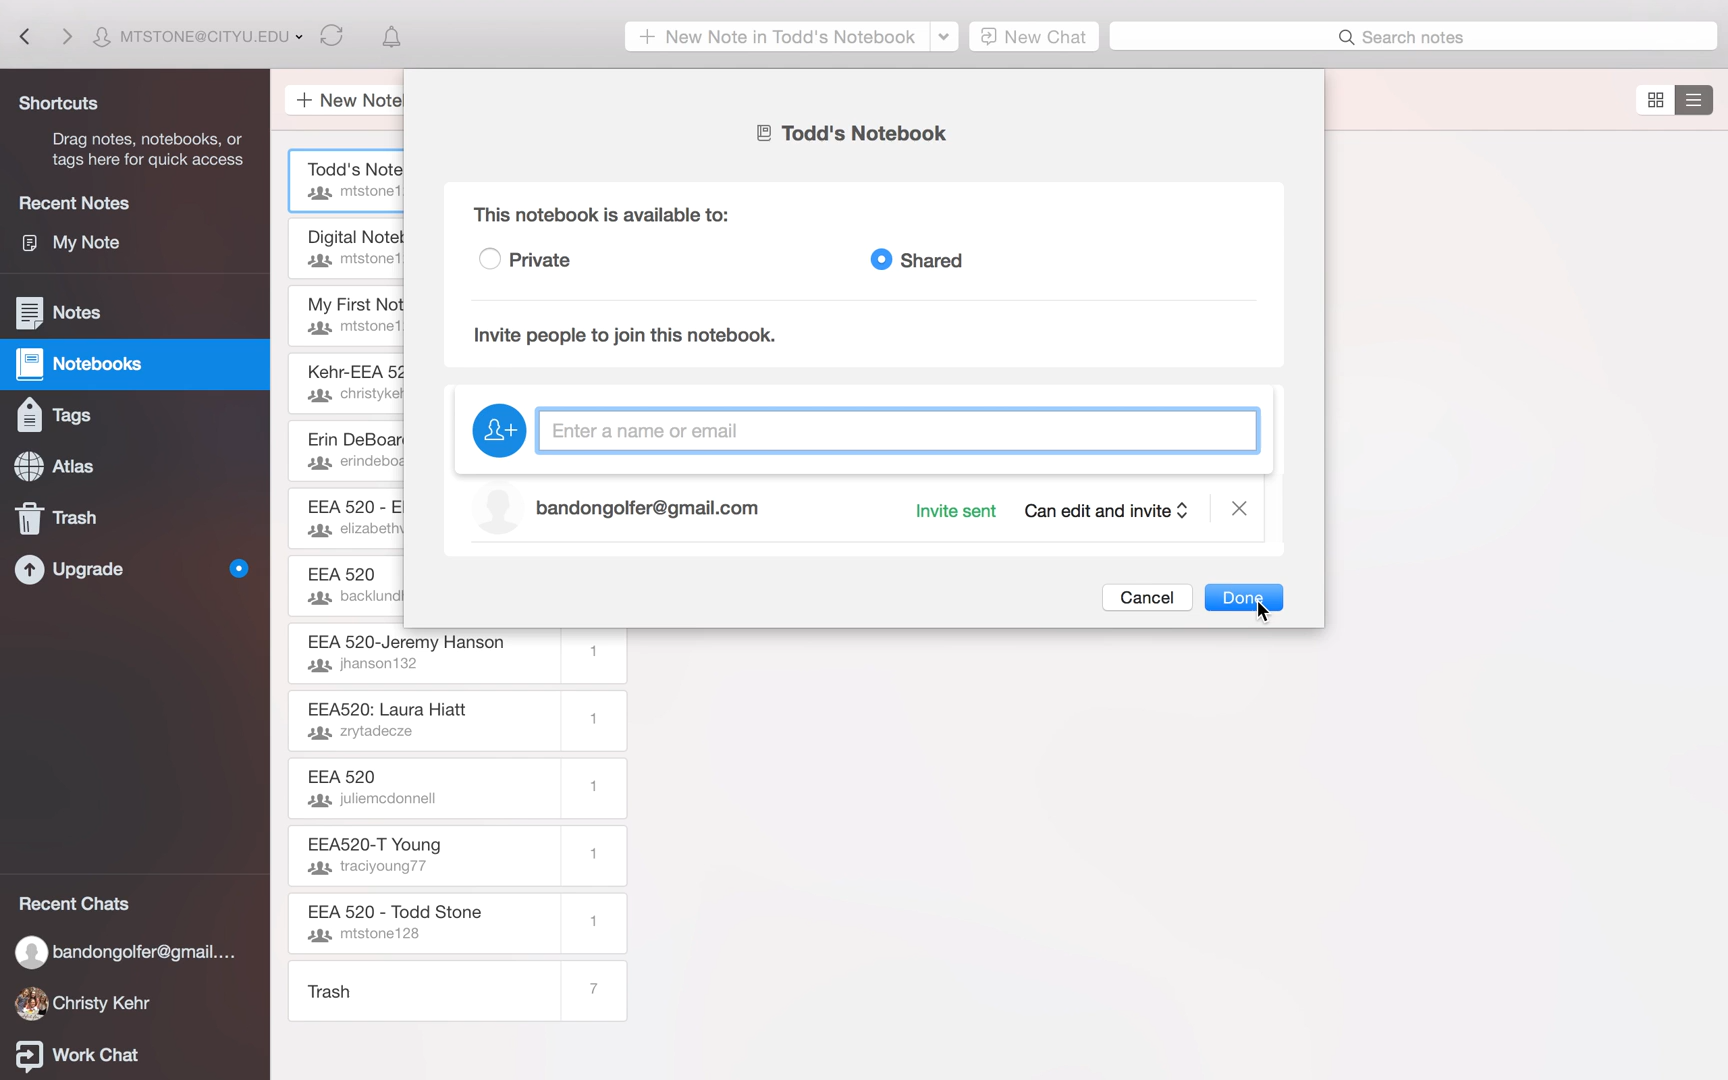 MTSTONE@CITYU.EDU
+ New Note in Todd's Notebook
New Chat
Search notes
Shortcuts
Drag notes, notebooks, or
tags here for quick access
Recent Notes
My Note
Notes
Notebooks
Tags
Atlas
Trash
Upgrade
Recent Chats
bandongolfer@gmail....
Christy Kehr
Work Chat
+ New Note
Todd's Note
mtstone1
Digital Note
mtstone1
My First Not
mtstone1
Kehr-EEA 52
christykeh
Erin DeBoar
erindeboa
EEA 520 - E
elizabeth
EEA 520
backlund
EEA 520-Jeremy Hanson
jhanson132
1
EEA520: Laura Hiatt
zrytadecze
1
EEA 520
juliemcdonnell
1
EEA520-T Young
traciyoung77
1
EEA 520 - Todd Stone
mtstone128
1
Trash
7
Todd's Notebook
This notebook is available to:
Private
Shared
Invite people to join this notebook.
Enter a name or email
bandongolfer@gmail.com
Invite sent
Can edit and invite
Cancel
Done